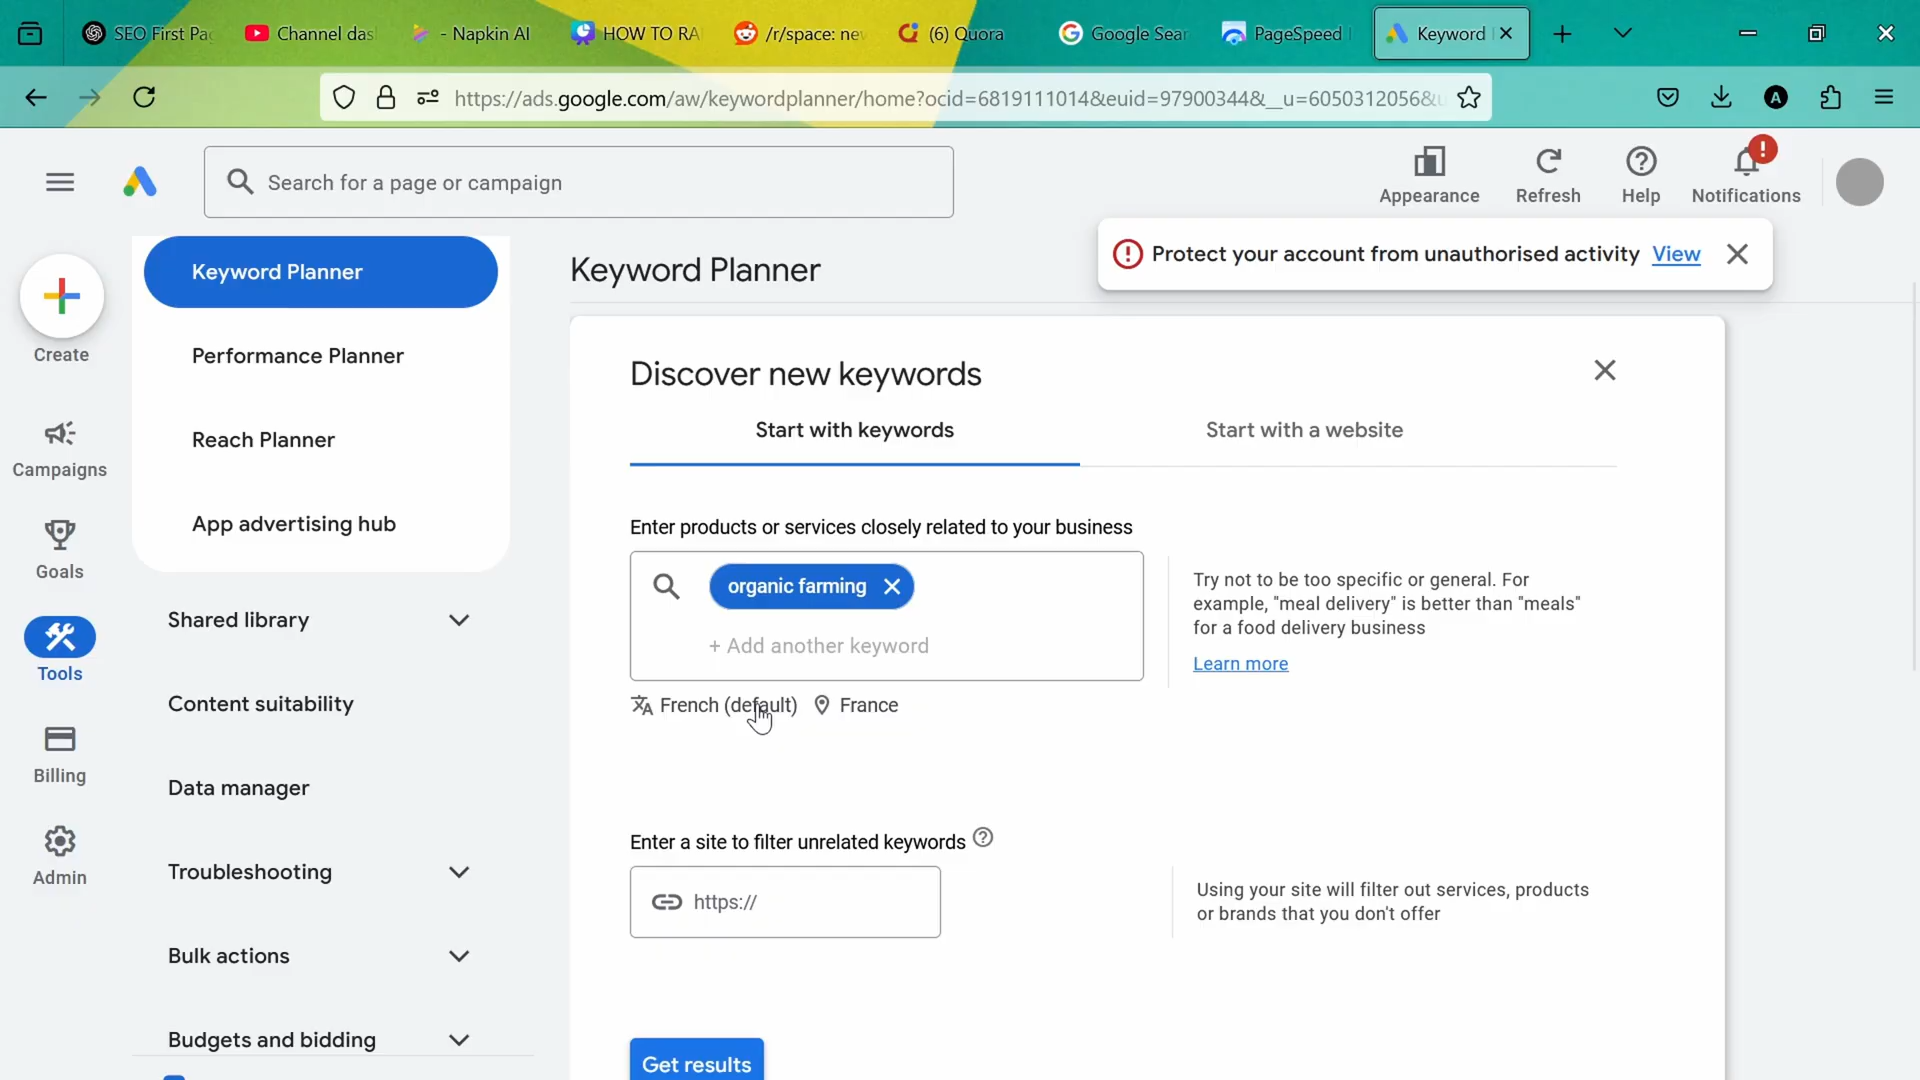 SEO First Pa
Channel das
- Napkin AI
HOW TO RA
/r/space: nev
(6) Quora
Google Sear
PageSpeed
Keyword
https://ads.google.com/aw/keywordplanner/home?ocid=6819111014&euid=97900344&__u=6050312056&u
A
Search for a page or campaign
Appearance
Refresh
Help
Notifications
Protect your account from unauthorised activity View
Create
Campaigns
Goals
Tools
Billing
Admin
Keyword Planner
Performance Planner
Reach Planner
App advertising hub
Shared library
Content suitability
Data manager
Troubleshooting
Bulk actions
Budgets and bidding
Keyword Planner
Discover new keywords
Start with keywords
Start with a website
Enter products or services closely related to your business
organic farming
+ Add another keyword
French (default)
France
Try not to be too specific or general. For
example, "meal delivery" is better than "meals"
for a food delivery business
Learn more
Enter a site to filter unrelated keywords
https://
Using your site will filter out services, products
or brands that you don't offer
Get results